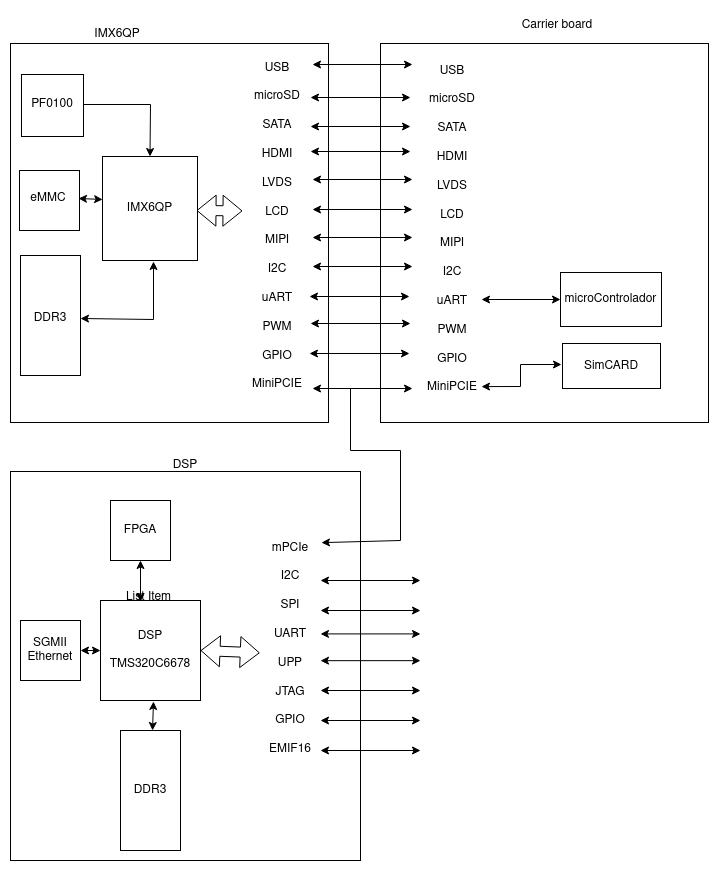 IMX6QP
Carrier board
PF0100
eMMC
IMX6QP
DDR3
USB
microSD
SATA
HDMI
LVDS
LCD
MIPI
I2C
uART
PWM
GPIO
MiniPCIE
USB
microSD
SATA
HDMI
LVDS
LCD
MIPI
I2C
uART
PWM
GPIO
MiniPCIE
microControlador
SimCARD
DSP
FPGA
List Item
SGMII
Ethernet
DSP
TMS320C6678
DDR3
mPCIe
I2C
SPI
UART
UPP
JTAG
GPIO
EMIF16